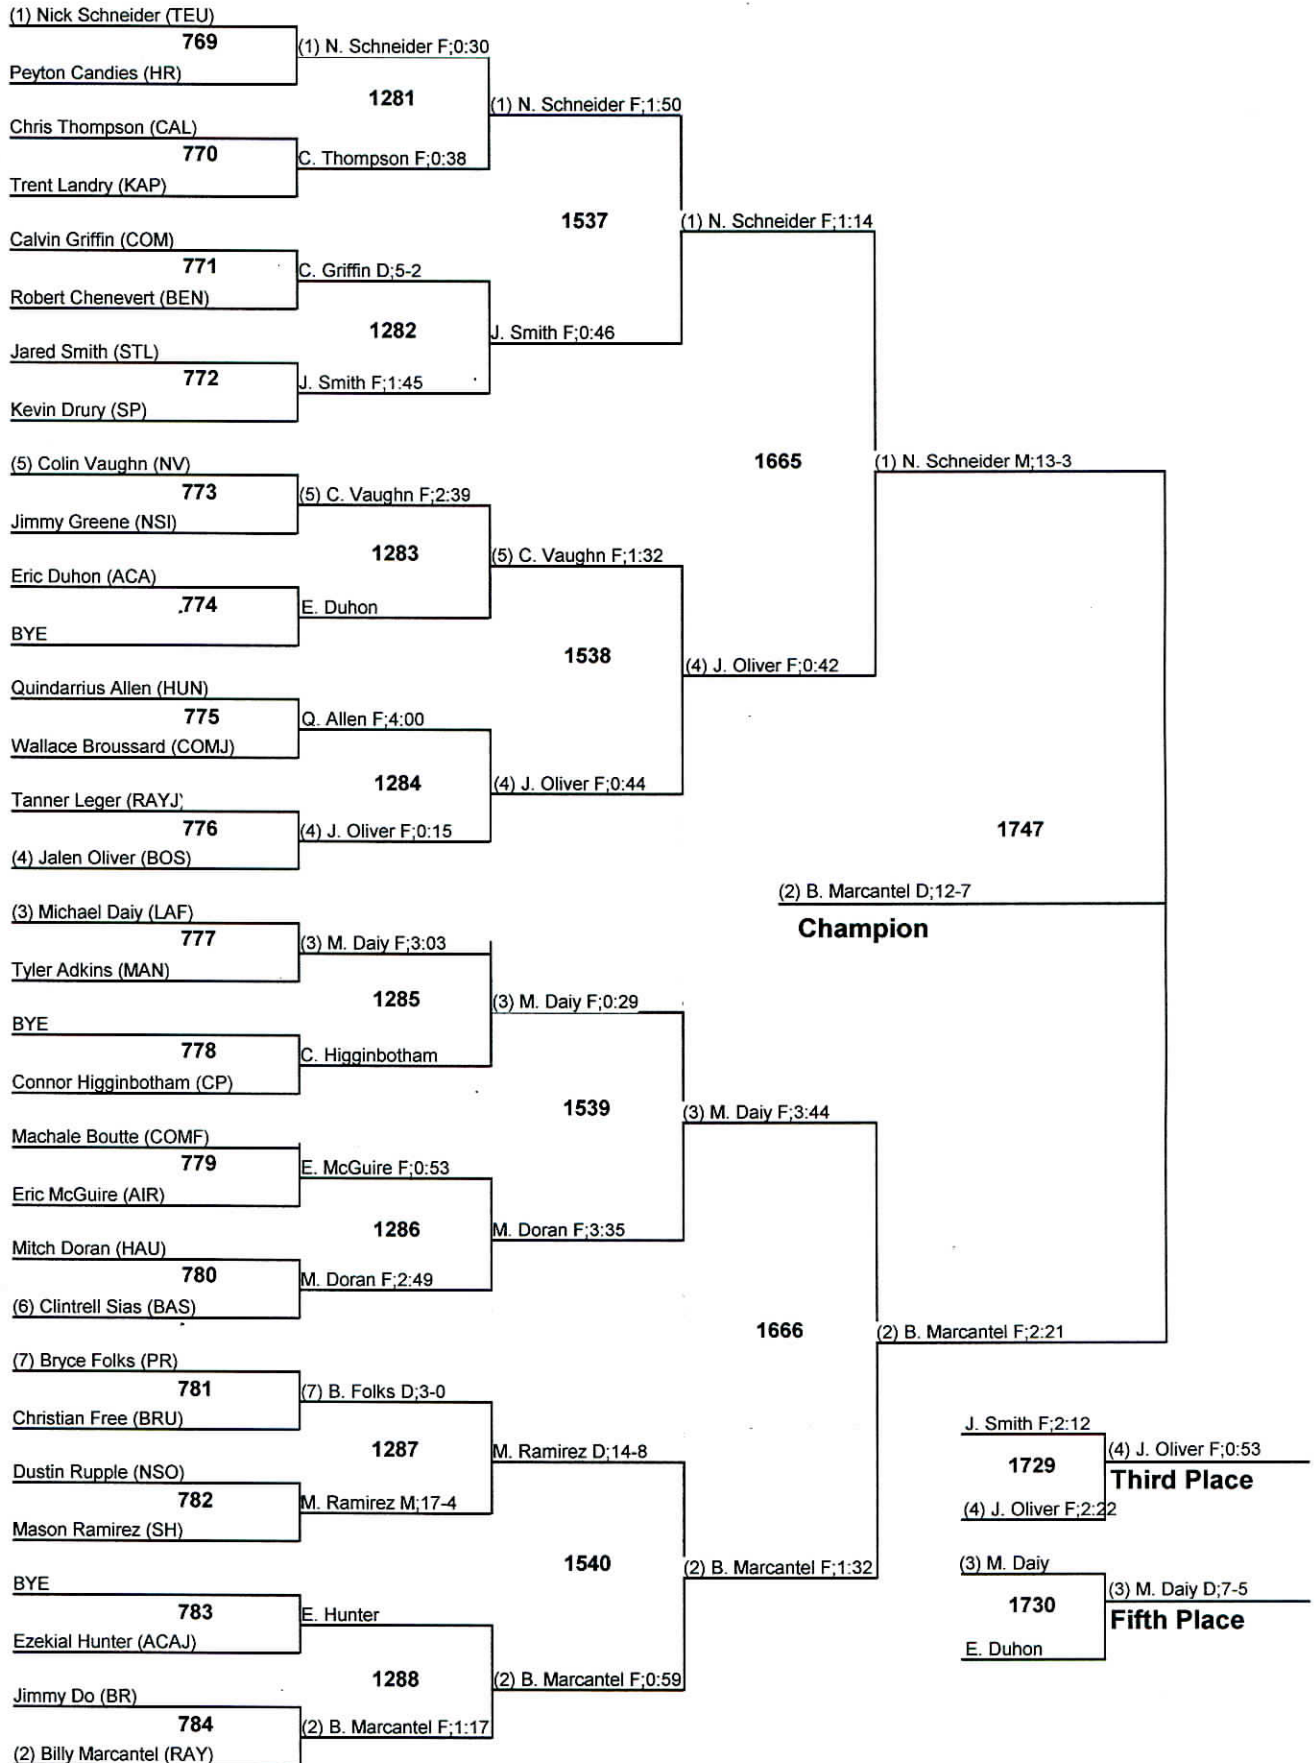 (1) Nick Schneider (TEU)
769
(1) N. Schneider F;0:30
Peyton Candies (HR)
1281
(1) N. Schneider F;1:50
Chris Thompson (CAL)
770
C. Thompson F;0:38
Trent Landry (KAP)
1537
(1) N. Schneider F;1:14
Calvin Griffin (COM)
771
C. Griffin D;5-2
Robert Chenevert (BEN)
1282
J. Smith F;0:46
Jared Smith (STL)
772
J. Smith F;1:45
Kevin Drury (SP)
1665
(1) N. Schneider M;13-3
(5) Colin Vaughn (NV)
773
(5) C. Vaughn F;2:39
Jimmy Greene (NSI)
1283
(5) C. Vaughn F;1:32
Eric Duhon (ACA)
774
E. Duhon
BYE
1538
(4) J. Oliver F;0:42
Quindarrius Allen (HUN)
775
Q. Allen F;4:00
Wallace Broussard (COMJ)
1284
(4) J. Oliver F;0:44
Tanner Leger (RAYJ)
776
(4) J. Oliver F;0:15
(4) Jalen Oliver (BOS)
1747
(2) B. Marcantel D;12-7
Champion
(3) Michael Daiy (LAF)
777
(3) M. Daiy F;3:03
Tyler Adkins (MAN)
1285
(3) M. Daiy F;0:29
BYE
778
C. Higginbotham
Connor Higginbotham (CP)
1539
(3) M. Daiy F;3:44
Machale Boutte (COMF)
779
E. McGuire F;0:53
Eric McGuire (AIR)
1286
M. Doran F;3:35
Mitch Doran (HAU)
780
M. Doran F;2:49
(6) Clintrell Sias (BAS)
1666
(2) B. Marcantel F;2:21
(7) Bryce Folks (PR)
781
(7) B. Folks D;3-0
Christian Free (BRU)
1287
M. Ramirez D;14-8
Dustin Rupple (NSO)
782
M. Ramirez M;17-4
Mason Ramirez (SH)
1540
(2) B. Marcantel F;1:32
BYE
783
E. Hunter
Ezekial Hunter (ACAJ)
1288
(2) B. Marcantel F;0:59
Jimmy Do (BR)
784
(2) B. Marcantel F;1:17
(2) Billy Marcantel (RAY)
J. Smith F;2:12
1729
(4) J. Oliver F;0:53
Third Place
(4) J. Oliver F;2:22
(3) M. Daiy
1730
(3) M. Daiy D;7-5
Fifth Place
E. Duhon